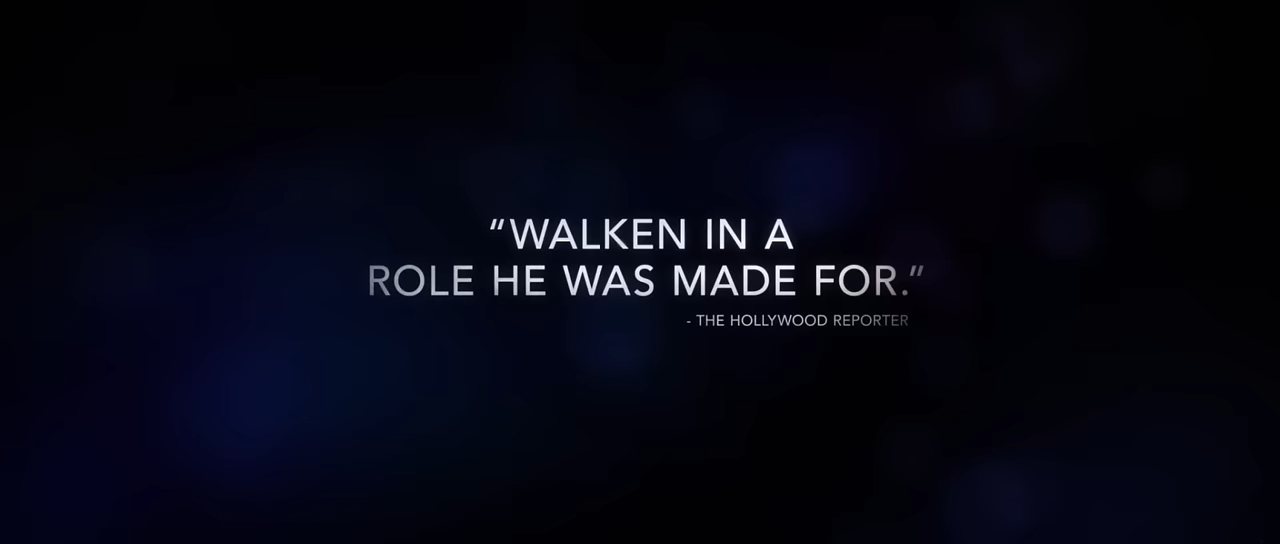 “WALKEN IN A
ROLE HE WAS MADE FOR.”
- THE HOLLYWOOD REPORTER